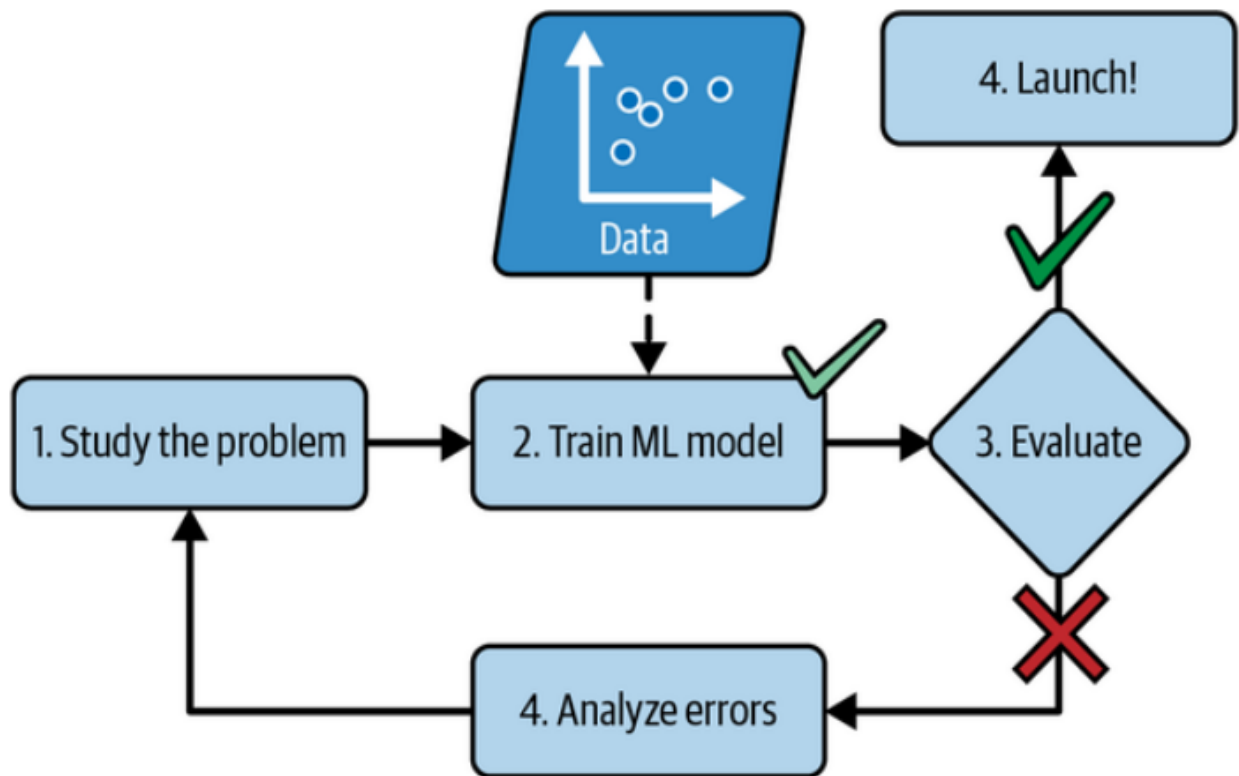 4. Launch!
Data
1. Study the problem
2. Train ML model
3. Evaluate
4. Analyze errors